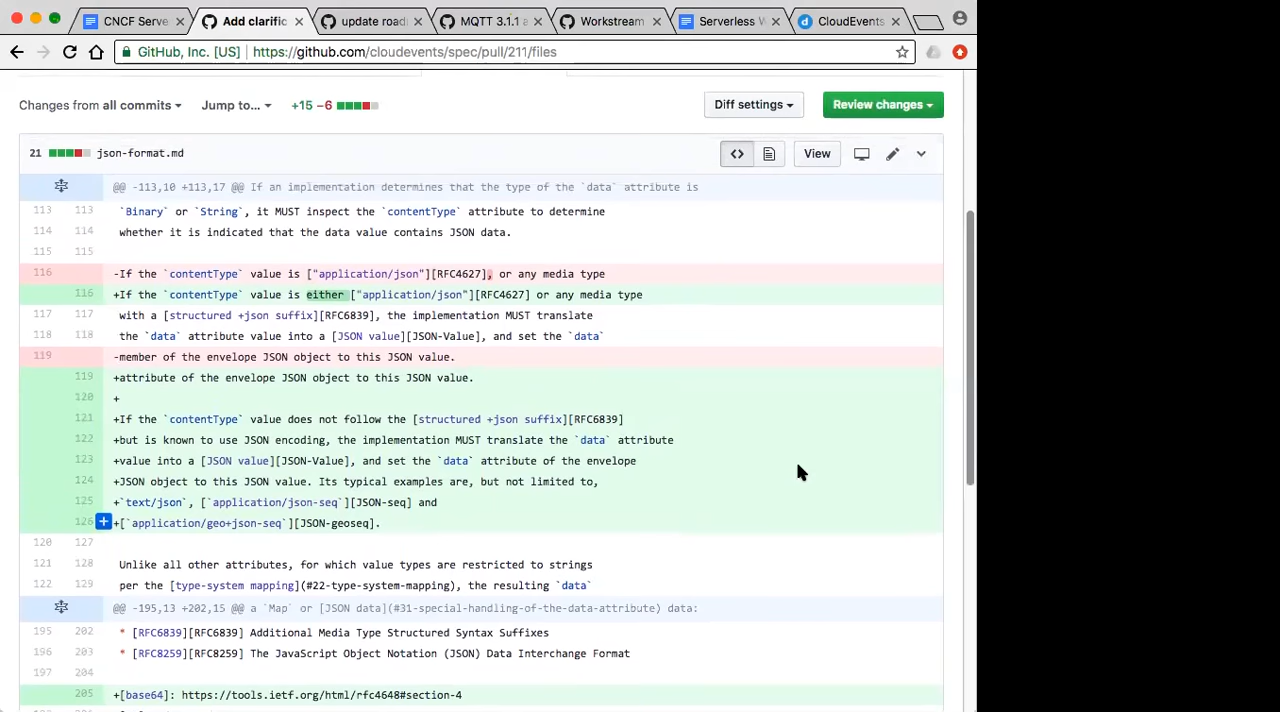 CNCF Serve
Add clarific
update road
MQTT 3.1.1 a
Workstream
Serverless W
CloudEvents
GitHub, Inc. [US]
https://github.com/cloudevents/spec/pull/211/files
Changes from all commits
Jump to...
+15 −6
Diff settings
Review changes
21 json-format.md
<>
View
@@ -113,10 +113,17 @@ If an implementation determines that the type of the `data` attribute is
113 113 `Binary` or `String`, it MUST inspect the `contentType` attribute to determine
114 114 whether it is indicated that the data value contains JSON data.
115 115
116 -If the `contentType` value is ["application/json"][RFC4627], or any media type
116 +If the `contentType` value is either ["application/json"][RFC4627] or any media type
117 117 with a [structured +json suffix][RFC6839], the implementation MUST translate
118 118 the `data` attribute value into a [JSON value][JSON-Value], and set the `data`
119 -member of the envelope JSON object to this JSON value.
119 +attribute of the envelope JSON object to this JSON value.
120 +
121 +If the `contentType` value does not follow the [structured +json suffix][RFC6839]
122 +but is known to use JSON encoding, the implementation MUST translate the `data` attribute
123 +value into a [JSON value][JSON-Value], and set the `data` attribute of the envelope
124 +JSON object to this JSON value. Its typical examples are, but not limited to,
125 +`text/json`, [`application/json-seq`][JSON-seq] and
126 +[`application/geo+json-seq`][JSON-geoseq].
120 127
121 128 Unlike all other attributes, for which value types are restricted to strings
122 129 per the [type-system mapping](#22-type-system-mapping), the resulting `data`
@@ -195,13 +202,15 @@ a `Map` or [JSON data](#31-special-handling-of-the-data-attribute) data:
195 202 * [RFC6839][RFC6839] Additional Media Type Structured Syntax Suffixes
196 203 * [RFC8259][RFC8259] The JavaScript Object Notation (JSON) Data Interchange Format
197 204
205 +[base64]: https://tools.ietf.org/html/rfc4648#section-4